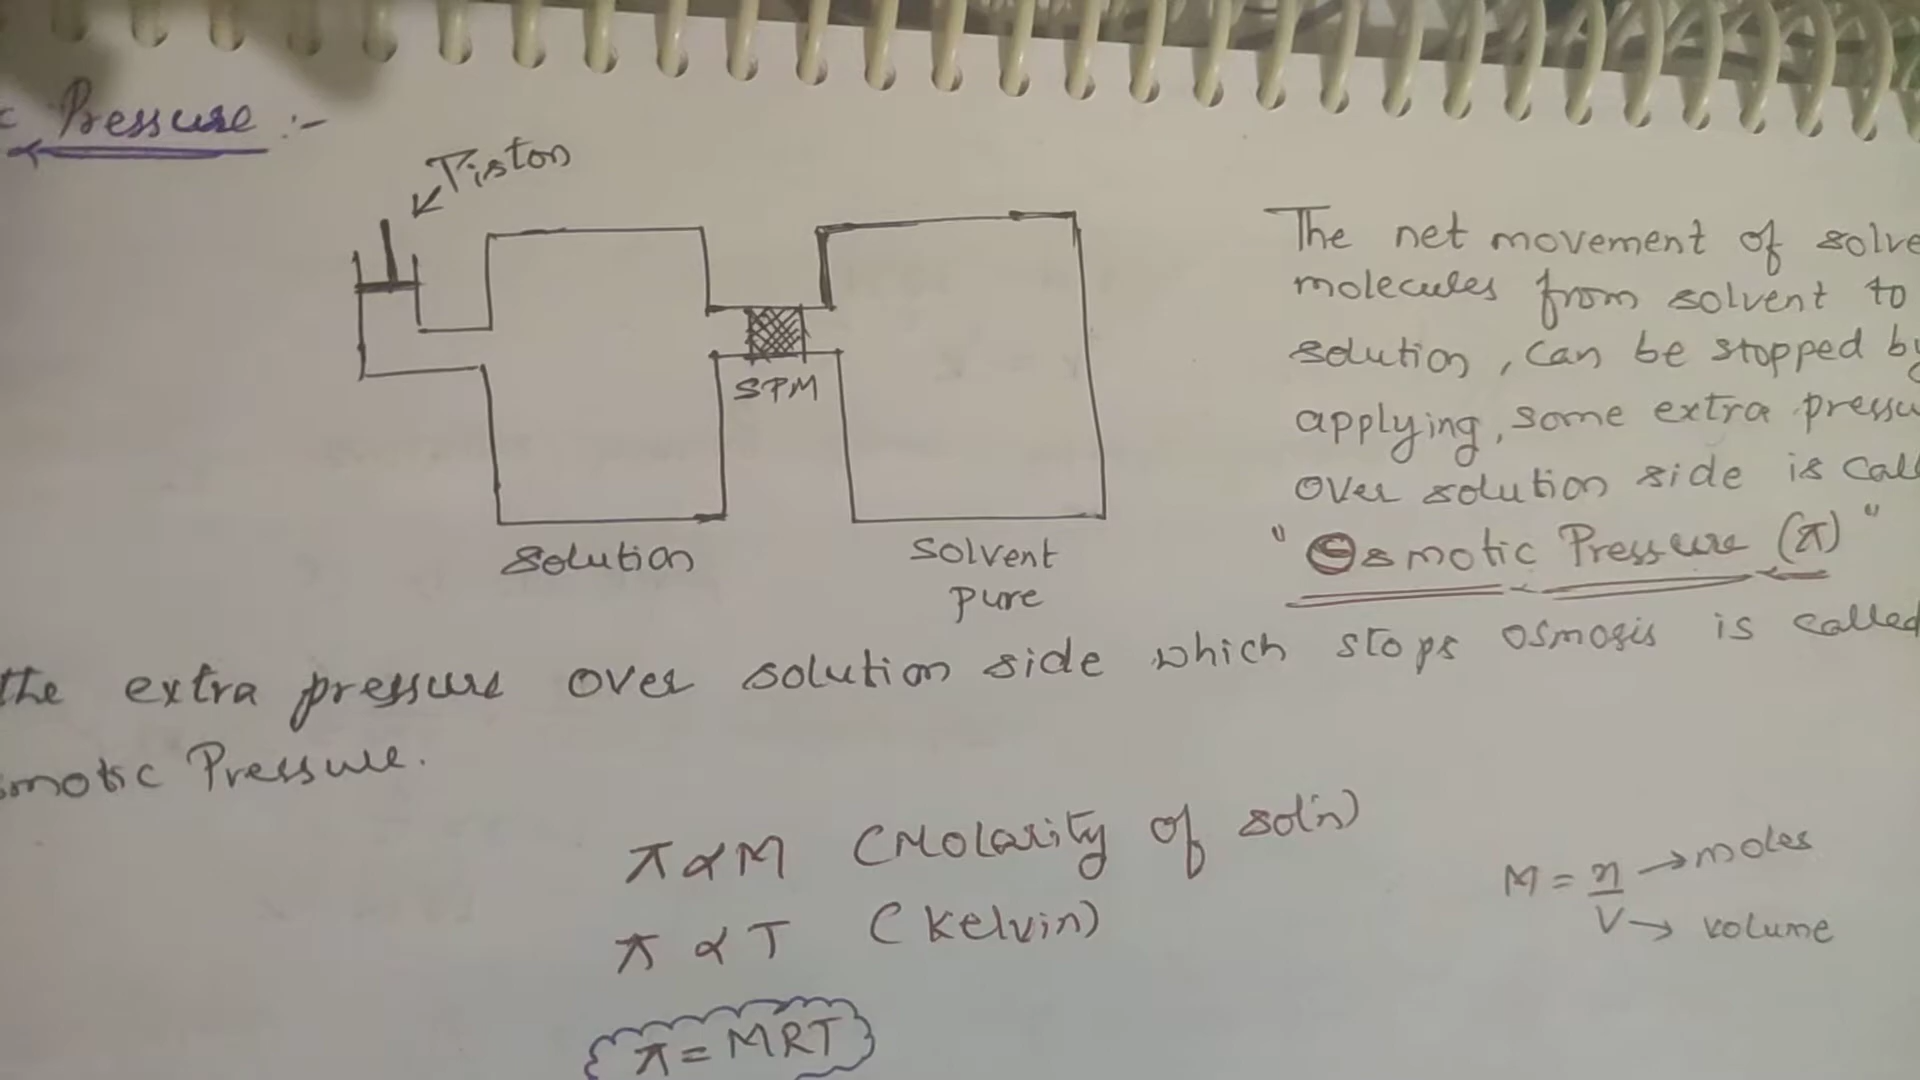 Pressure :-
Piston
SPM
Solution
Solvent
pure
The net movement of solve
molecules from solvent to
solution, can be stopped by
applying, some extra pressu
over solution side is call
"Osmotic Pressure (π)"
the extra pressure over solution side which stops osmosis is called
motic Pressure.
π ∝ M (Molarity of sol'n)
π ∝ T (Kelvin)
M = n/V → moles
→ volume
π = MRT